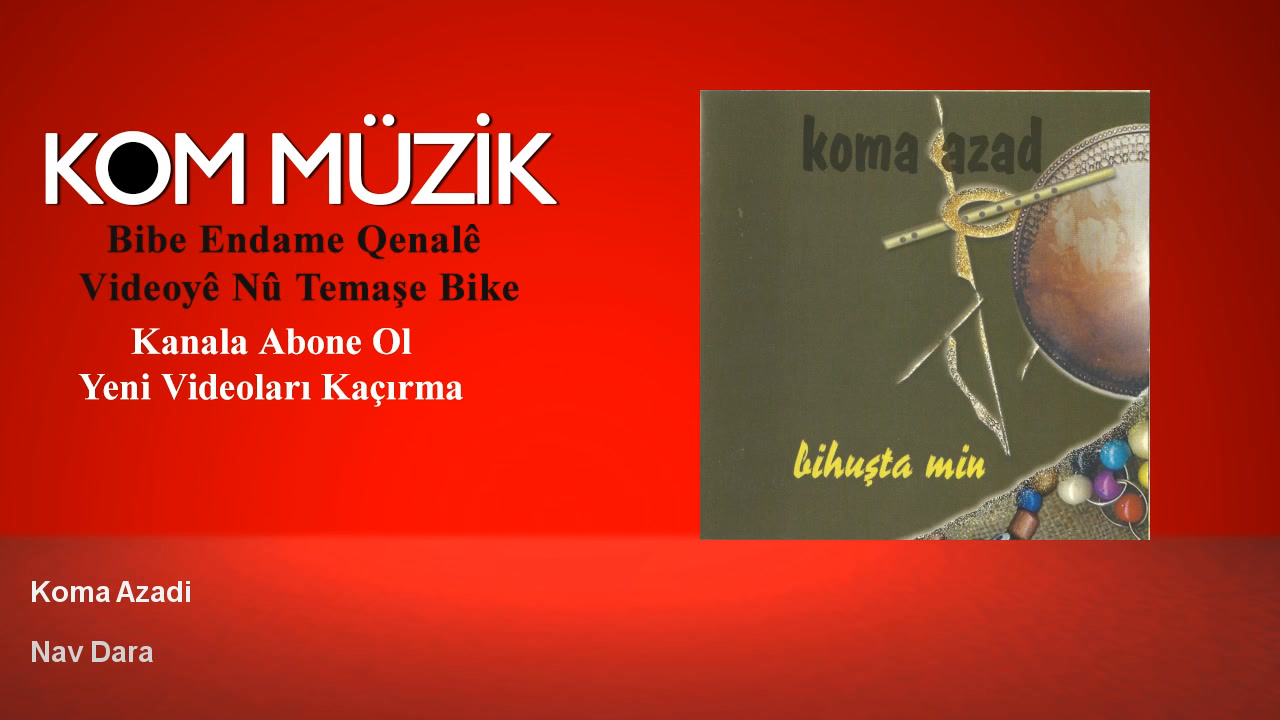 KOM MÜZİK
Bibe Endame Qenalê
Videoyê Nû Temaşe Bike
Kanala Abone Ol
Yeni Videoları Kaçırma
koma azad
bihuşta min
Koma Azadi
Nav Dara